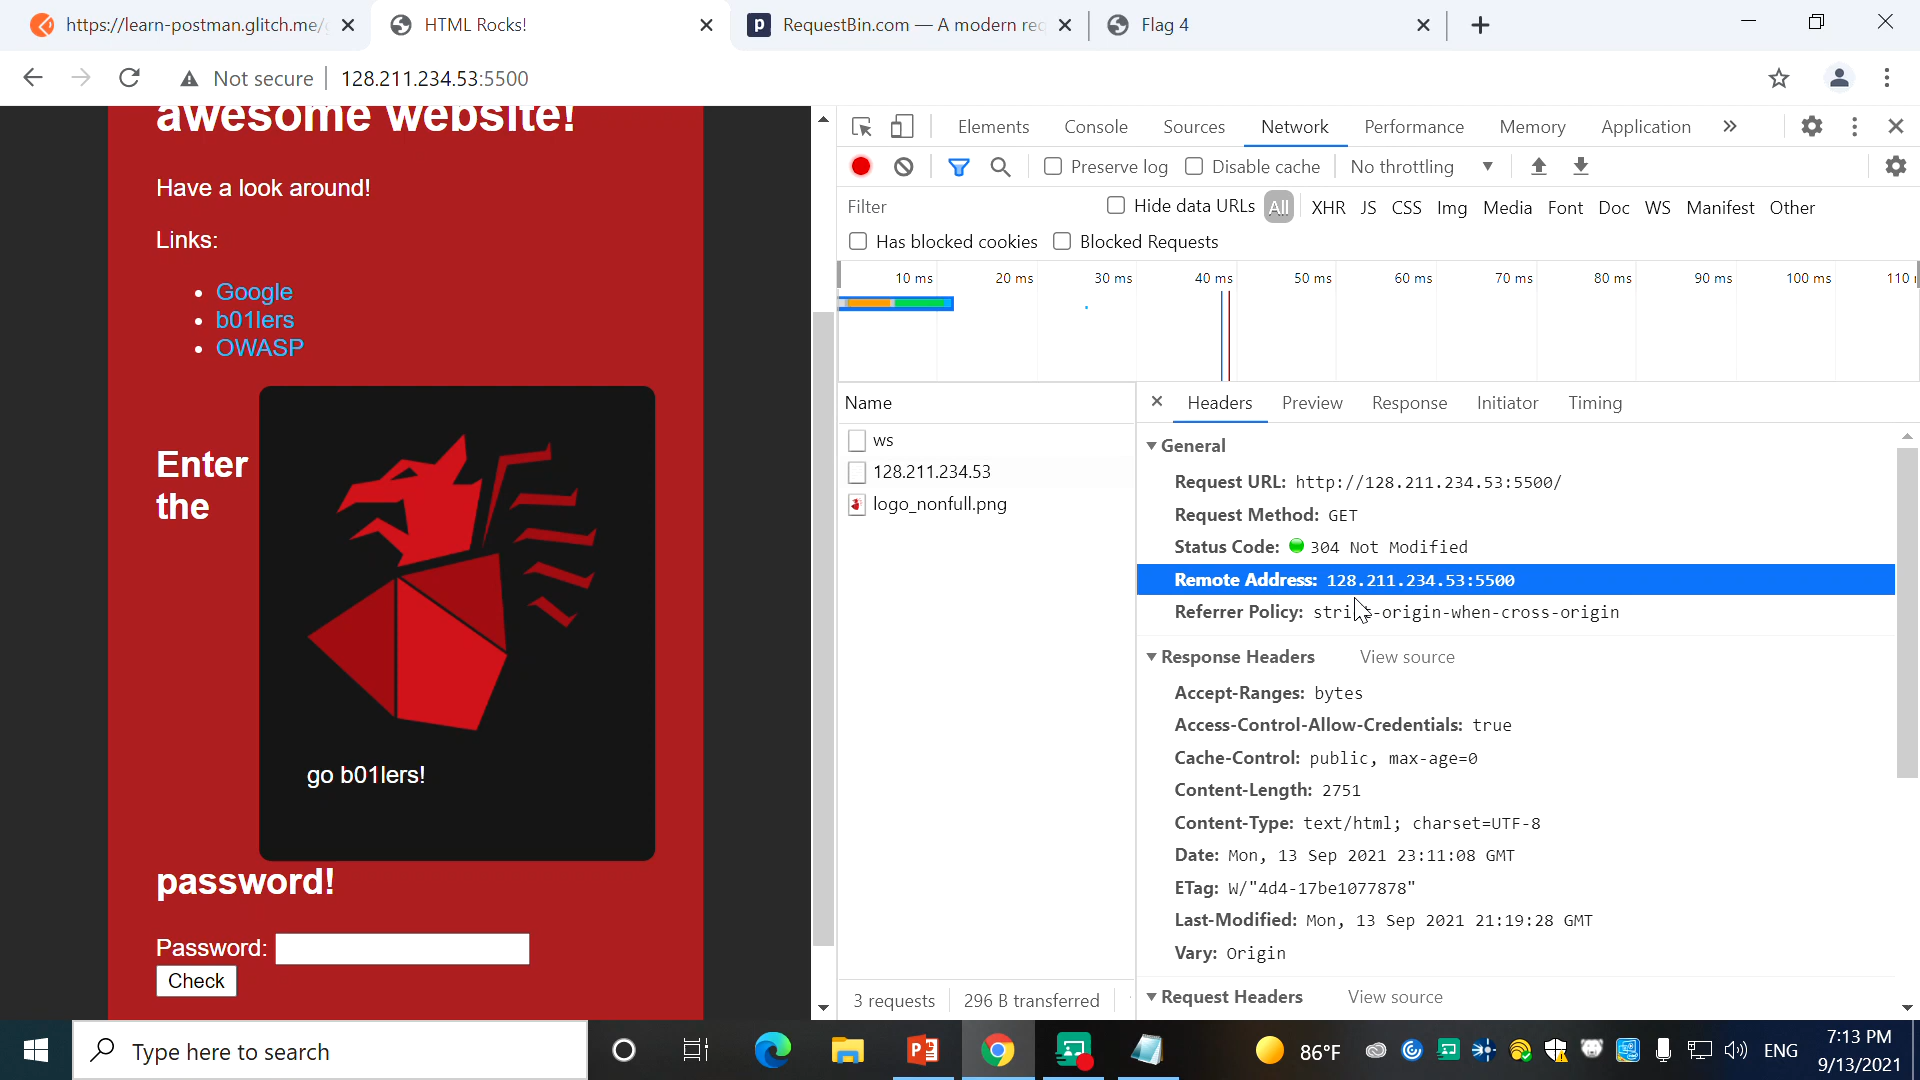 https://learn-postman.glitch.me/
HTML Rocks!
RequestBin.com — A modern rec
Flag 4
Not secure
128.211.234.53:5500
awesome website!
Have a look around!
Links:
Google
b01lers
OWASP
Enter
the
go b01lers!
password!
Password:
Check
Elements Console Sources Network Performance Memory Application
Preserve log Disable cache No throttling
Filter Hide data URLs All XHR JS CSS Img Media Font Doc WS Manifest Other
Has blocked cookies Blocked Requests
10 ms 20 ms 30 ms 40 ms 50 ms 60 ms 70 ms 80 ms 90 ms 100 ms 110
Name
ws
128.211.234.53
logo_nonfull.png
3 requests 296 B transferred
Headers Preview Response Initiator Timing
General
Request URL: http://128.211.234.53:5500/
Request Method: GET
Status Code: 304 Not Modified
Remote Address: 128.211.234.53:5500
Referrer Policy: strict-origin-when-cross-origin
Response Headers View source
Accept-Ranges: bytes
Access-Control-Allow-Credentials: true
Cache-Control: public, max-age=0
Content-Length: 2751
Content-Type: text/html; charset=UTF-8
Date: Mon, 13 Sep 2021 23:11:08 GMT
ETag: W/"4d4-17be1077878"
Last-Modified: Mon, 13 Sep 2021 21:19:28 GMT
Vary: Origin
Request Headers View source
Type here to search
86°F
ENG
7:13 PM
9/13/2021